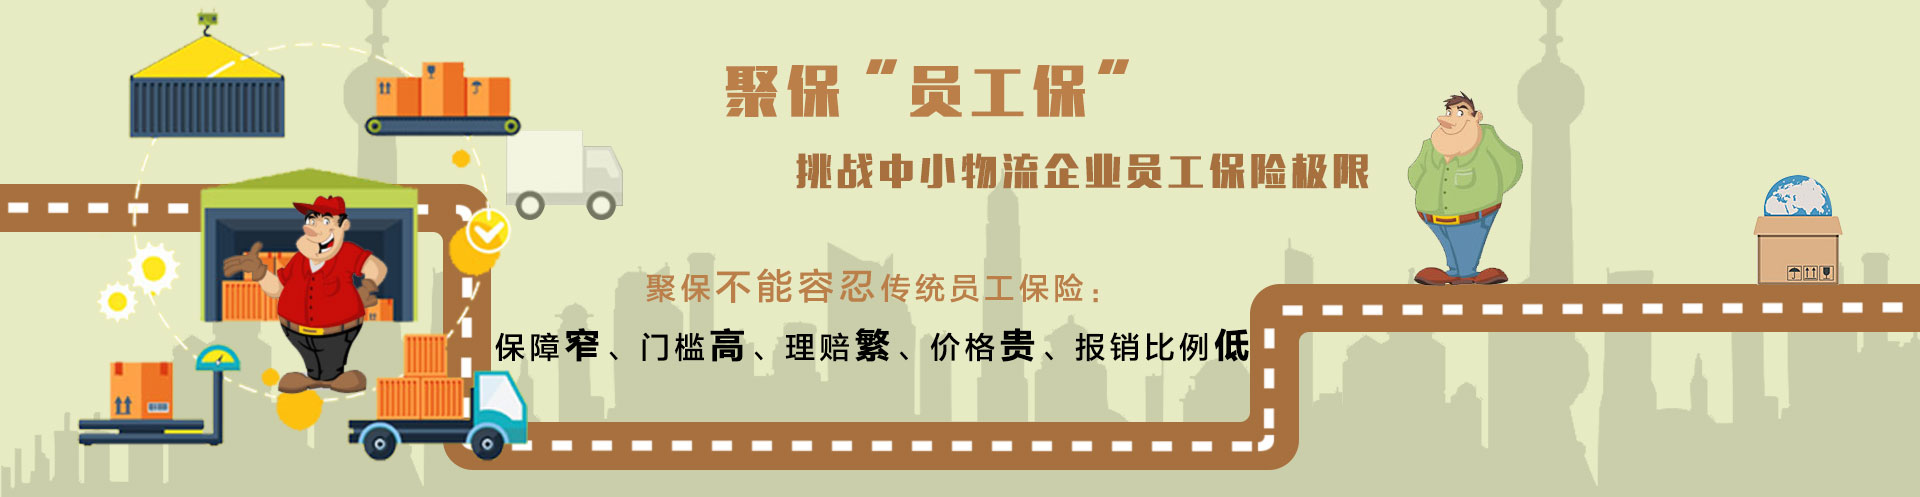 聚保“员工保”
挑战中小物流企业员工保险极限
聚保不能容忍传统员工保险：
保障窄、门槛高、理赔繁、价格贵、报销比例低